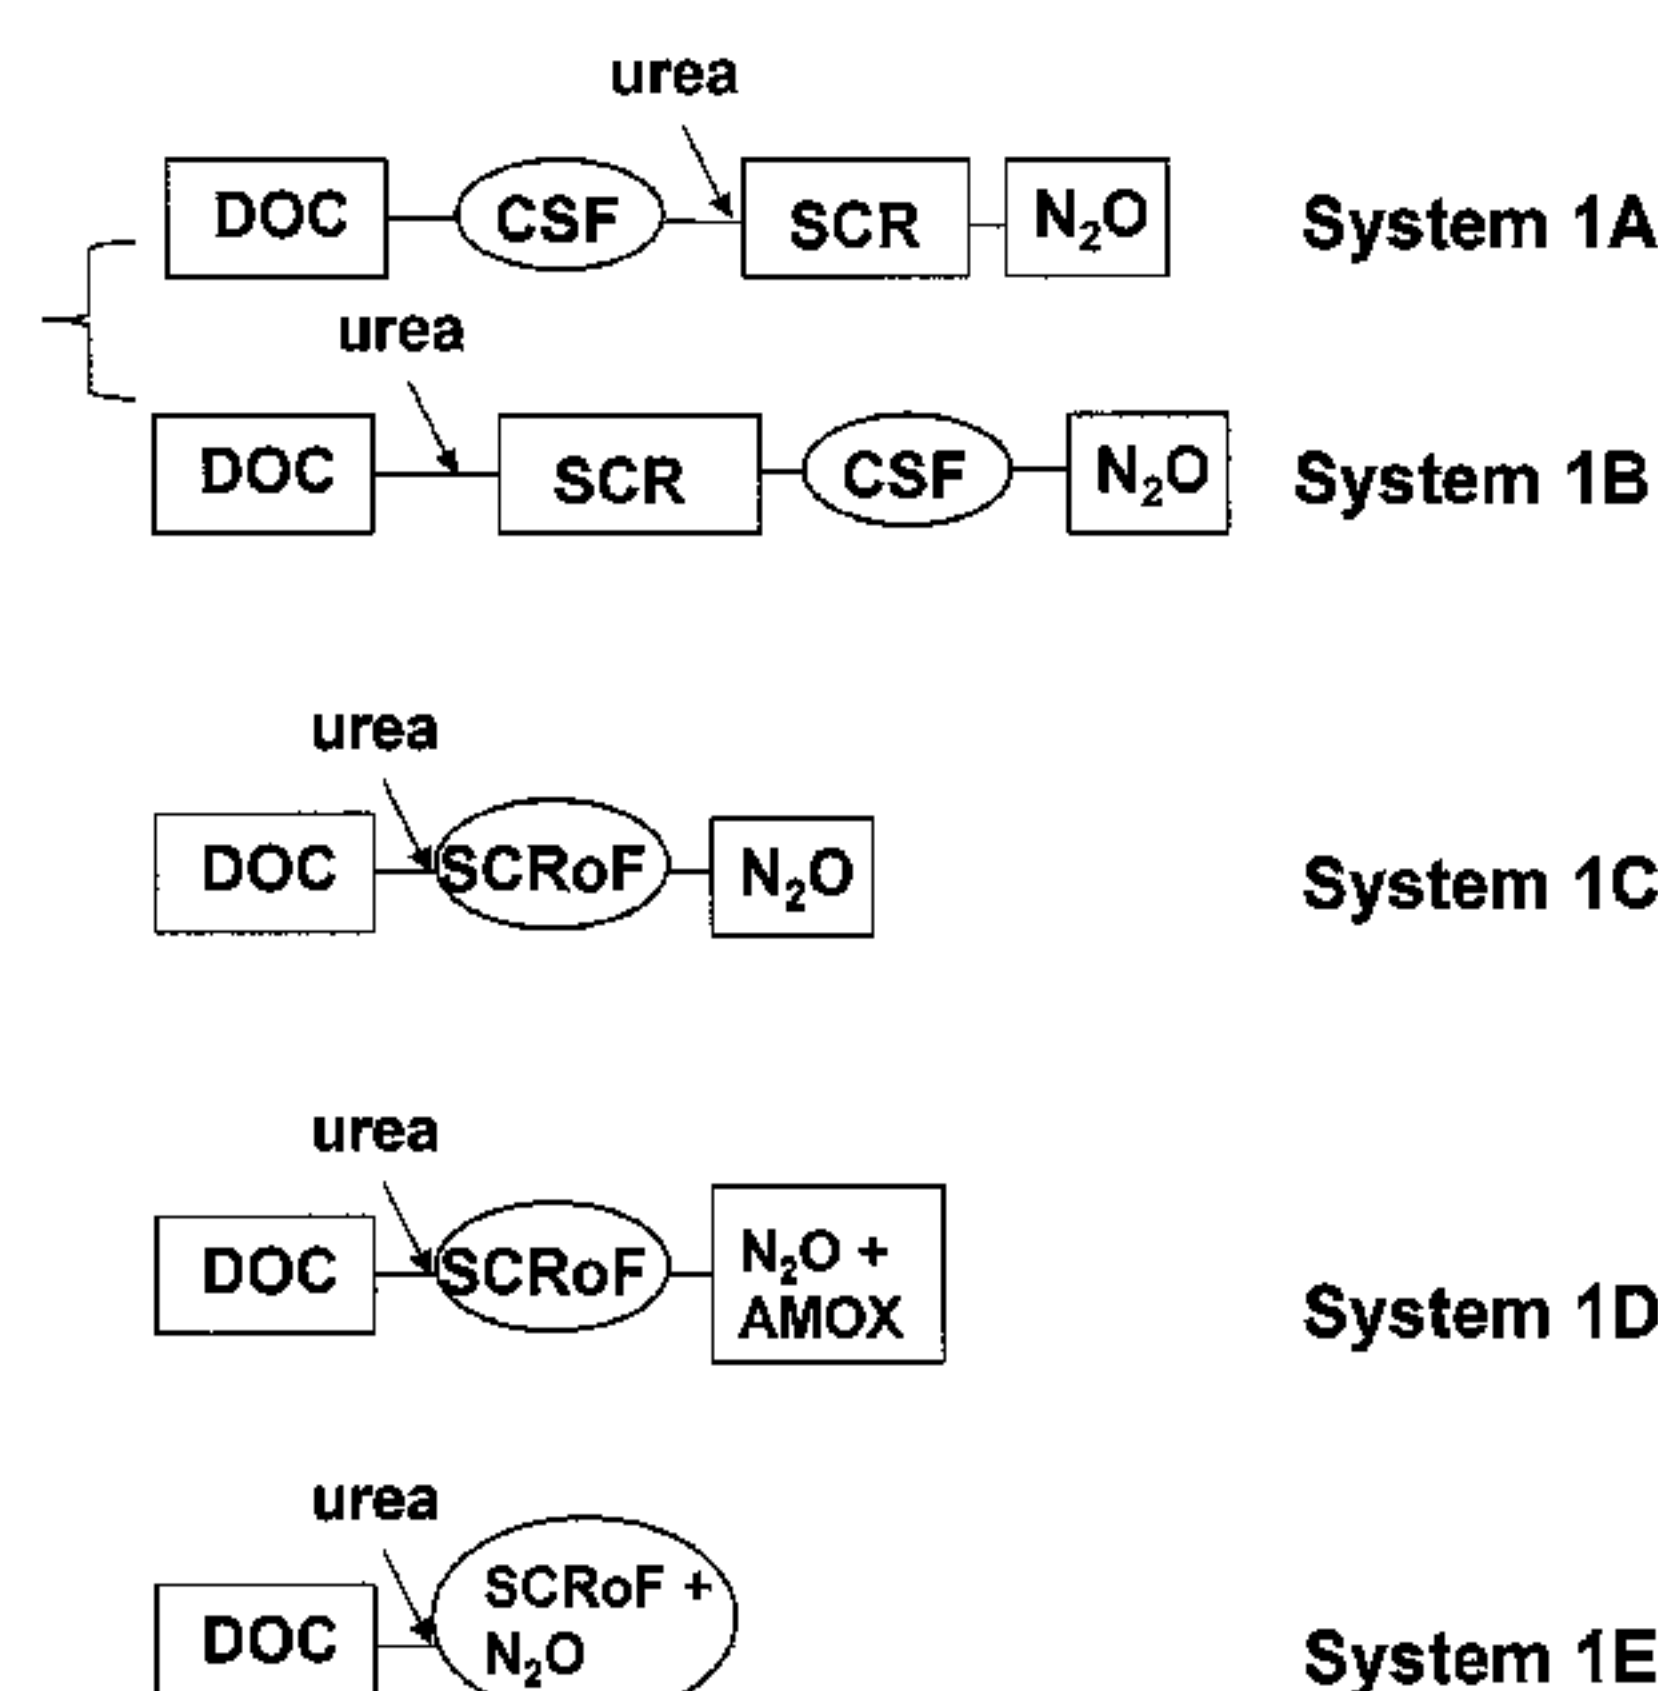 urea
DOC CSF SCR N₂O System 1A
urea
DOC SCR CSF N₂O System 1B
urea
DOC SCRoF N₂O System 1C
urea
DOC SCRoF N₂O + AMOX System 1D
urea
DOC SCRoF + N₂O System 1E